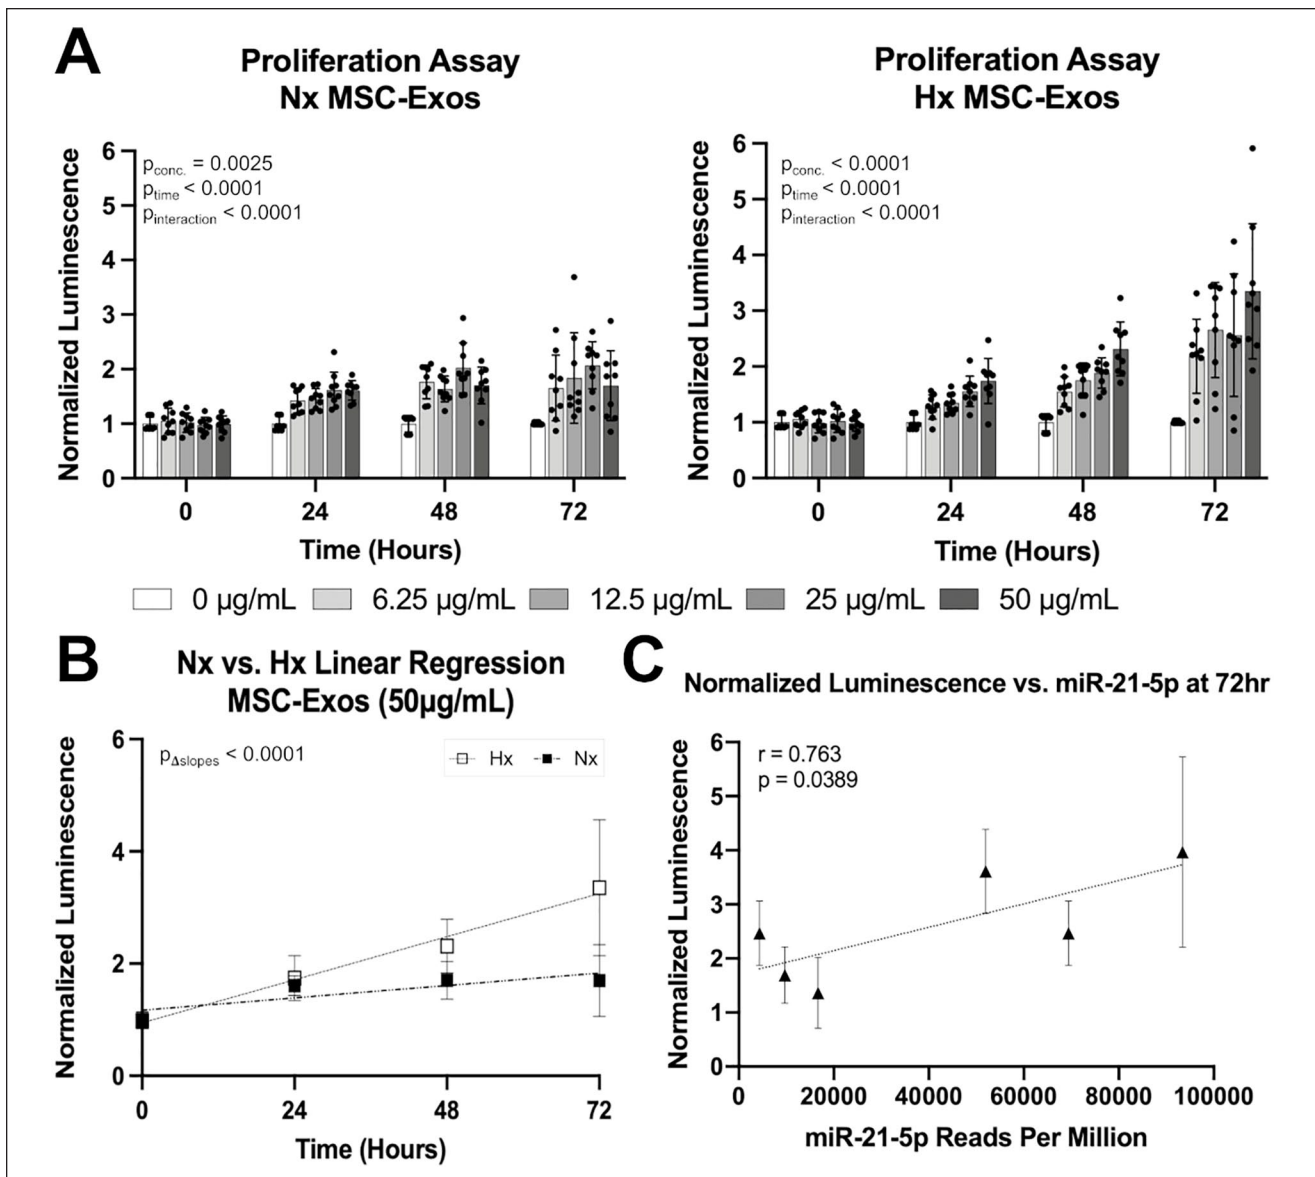 A
Proliferation Assay
Nx MSC-Exos
6
5
4
3
2
1
0
Normalized Luminescence
pconc. = 0.0025
ptime < 0.0001
pinteraction < 0.0001
0
24
48
72
Time (Hours)
Proliferation Assay
Hx MSC-Exos
6
5
4
3
2
1
0
Normalized Luminescence
pconc. < 0.0001
ptime < 0.0001
pinteraction < 0.0001
0
24
48
72
Time (Hours)
0 µg/mL 6.25 µg/mL 12.5 µg/mL 25 µg/mL 50 µg/mL
B
Nx vs. Hx Linear Regression
MSC-Exos (50µg/mL)
6
4
2
0
Normalized Luminescence
pΔslopes < 0.0001
Hx Nx
0
24
48
72
Time (Hours)
C
Normalized Luminescence vs. miR-21-5p at 72hr
6
5
4
3
2
1
0
Normalized Luminescence
r = 0.763
p = 0.0389
0
20000
40000
60000
80000
100000
miR-21-5p Reads Per Million